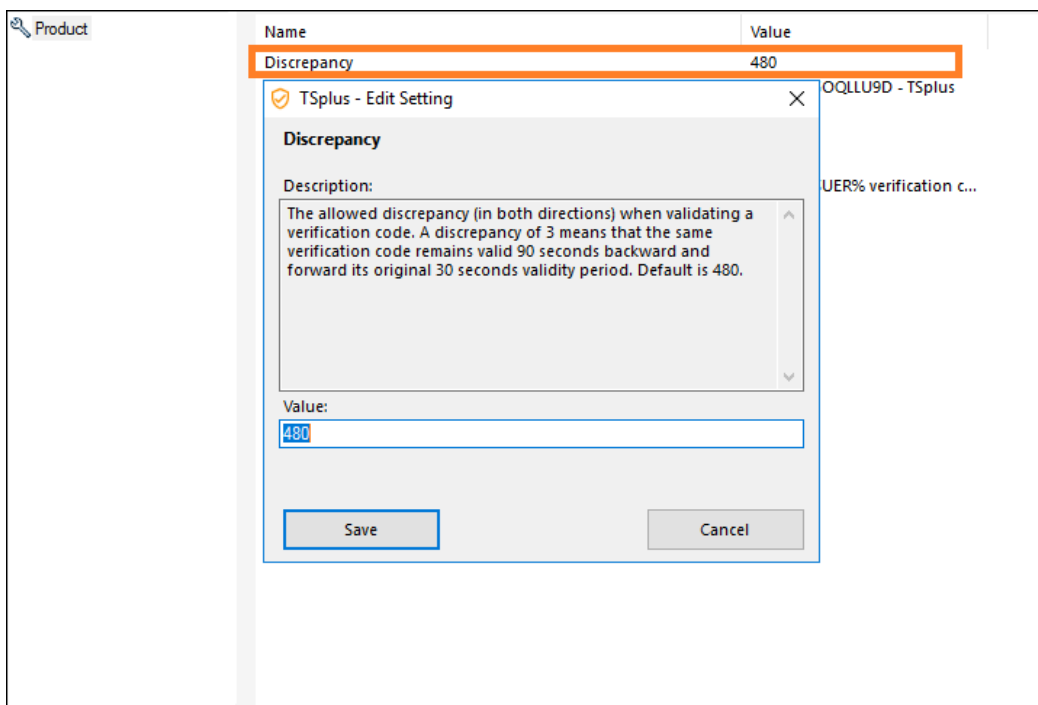 Product
Name Value
Discrepancy 480
OQLLU9D - TSplus
TSplus - Edit Setting
Discrepancy
UER% verification c...
Description:
The allowed discrepancy (in both directions) when validating a
verification code. A discrepancy of 3 means that the same
verification code remains valid 90 seconds backward and
forward its original 30 seconds validity period. Default is 480.
Value:
480
Save Cancel